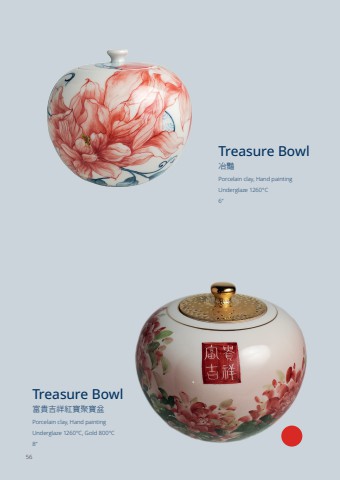 Treasure Bowl
冶豔
Porcelain clay, Hand painting
Underglaze 1260°C
6"
富貴
吉祥
Treasure Bowl
富貴吉祥紅寶聚寶盆
Porcelain clay, Hand painting
Underglaze 1260°C, Gold 800°C
8"
56